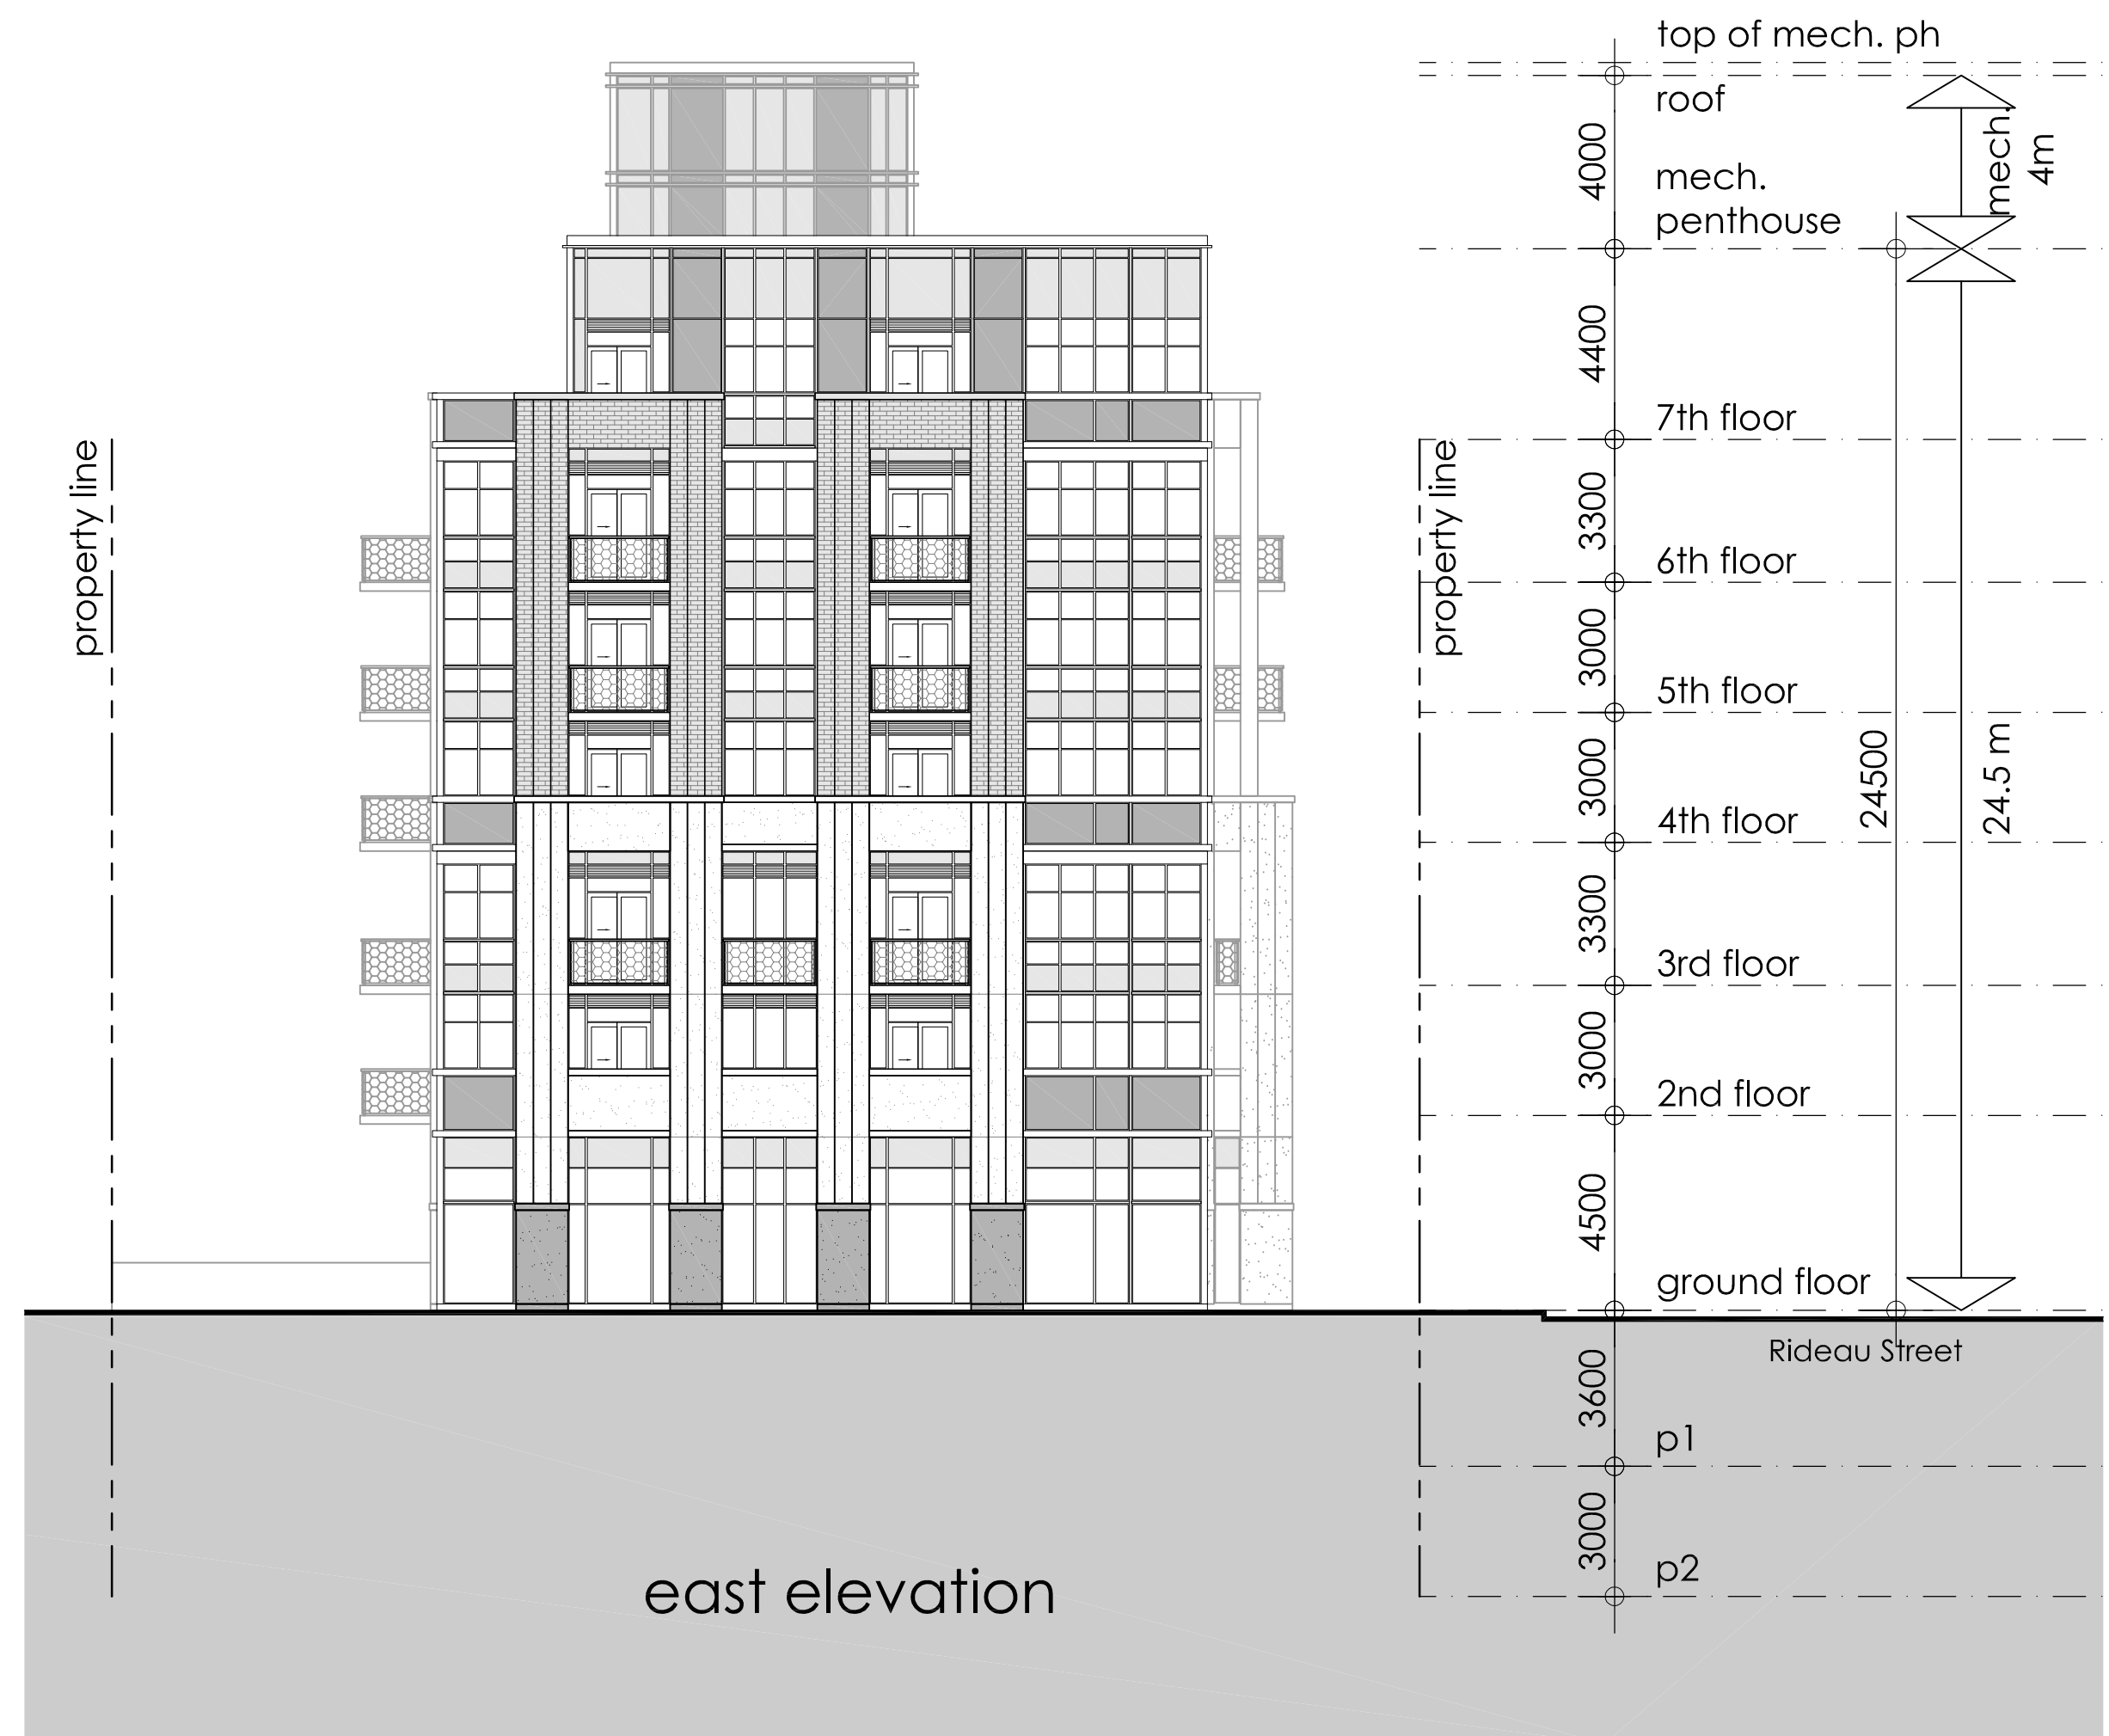 top of mech. ph
roof
mech.
4m
4000
mech.
penthouse
4400
7th floor
property line
property line
3300
6th floor
3000
5th floor
3000
24500
24.5 m
4th floor
3300
3rd floor
3000
2nd floor
4500
ground floor
Rideau Street
3600
p1
3000
p2
east elevation